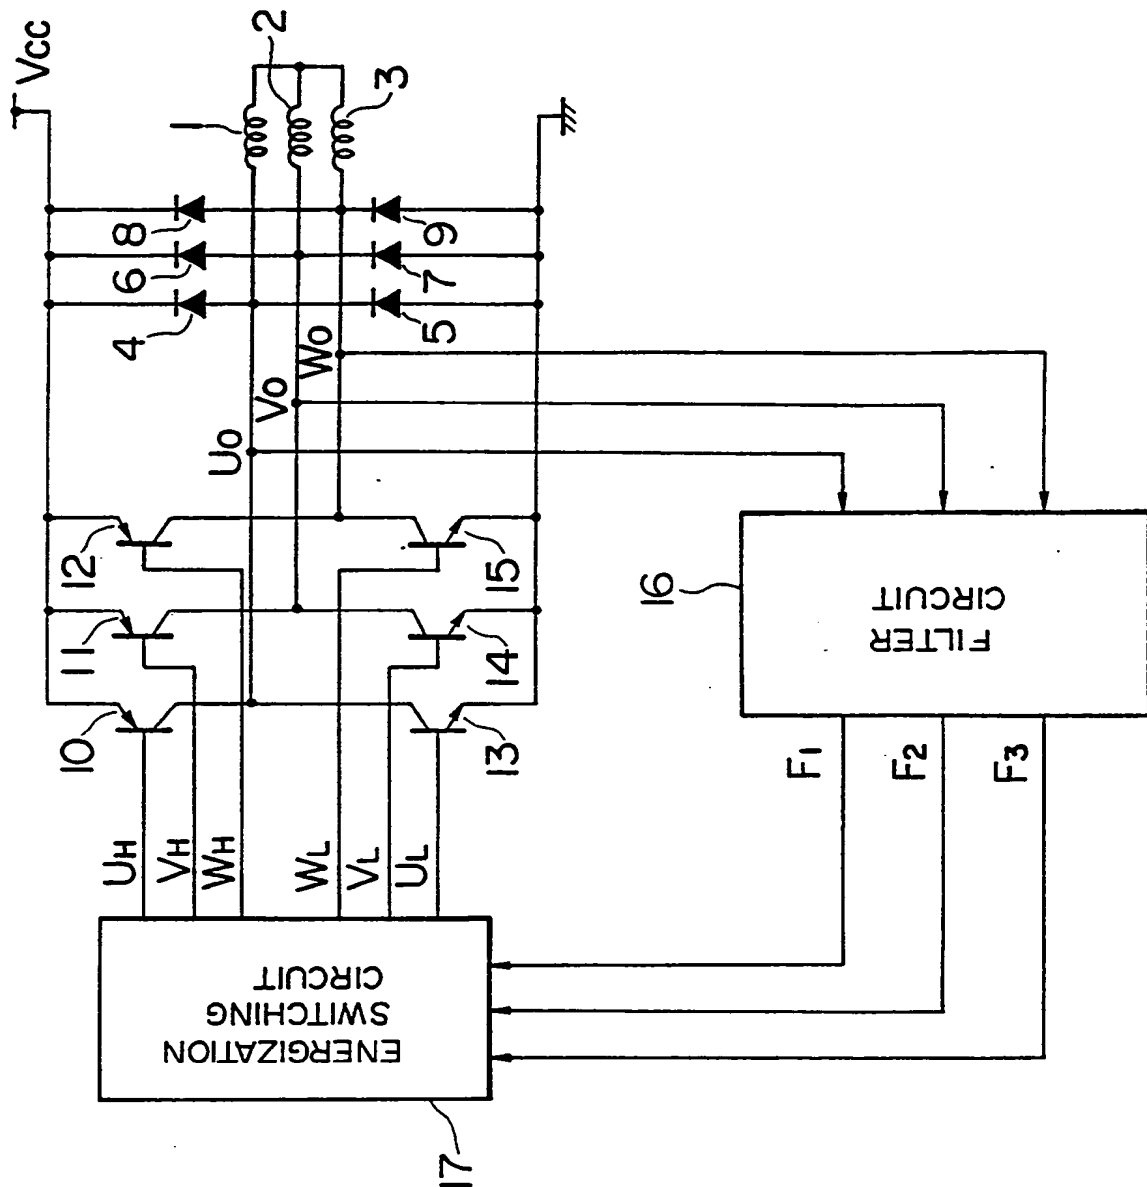 Vcc
1
2
3
8
6
4
9
7
5
Wo
Vo
Uo
12
11
10
15
14
13
UH
VH
WH
WL
VL
UL
16
FILTER
CIRCUIT
F1
F2
F3
ENERGIZATION
SWITCHING
CIRCUIT
17